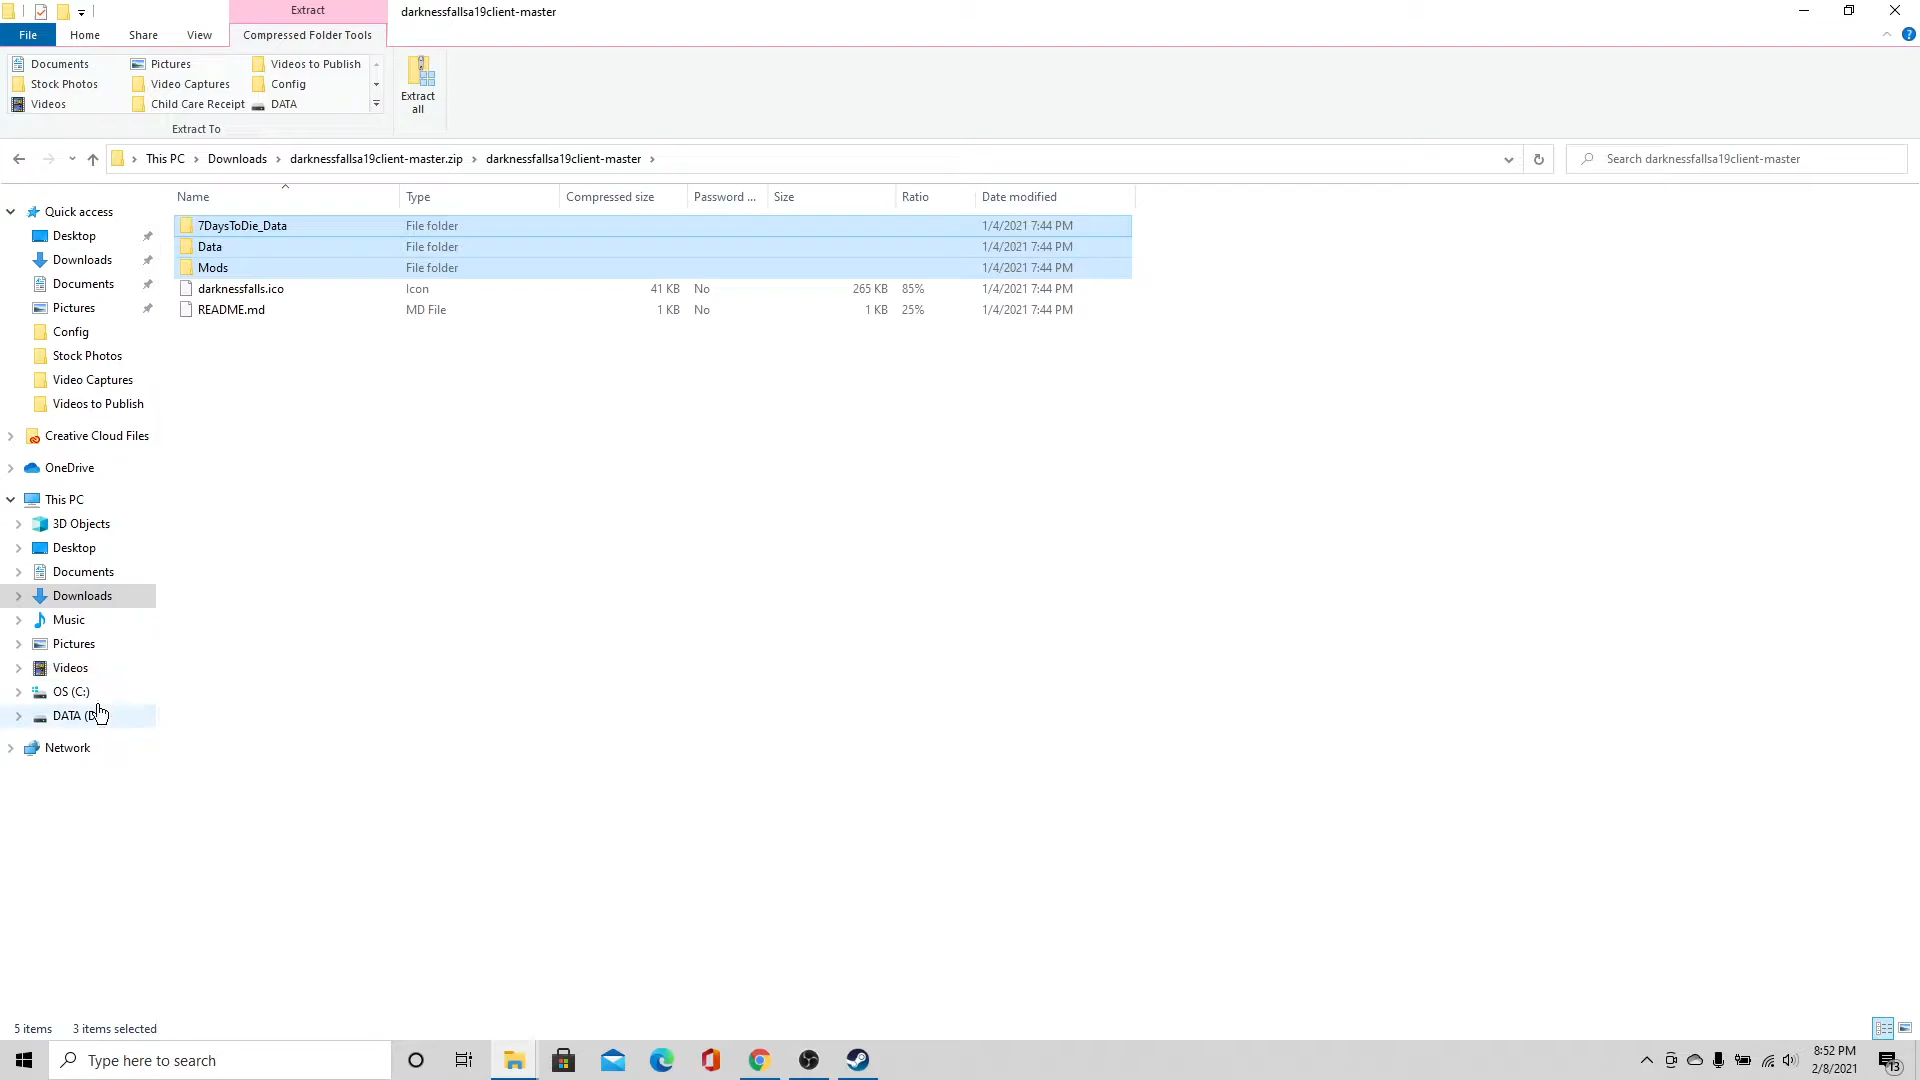 Extract
darknessfallsa19client-master
File
Home
Share
View
Compressed Folder Tools
Documents
Pictures
Videos to Publish
Stock Photos
Video Captures
Config
Videos
Child Care Receipt
DATA
Extract To
Extract
all
This PC
Downloads
darknessfallsa19client-master.zip
darknessfallsa19client-master
Search darknessfallsa19client-master
Name
Type
Compressed size
Password ...
Size
Ratio
Date modified
7DaysToDie_Data File folder 1/4/2021 7:44 PM
Data File folder 1/4/2021 7:44 PM
Mods File folder 1/4/2021 7:44 PM
darknessfalls.ico Icon 41 KB No 265 KB 85% 1/4/2021 7:44 PM
README.md MD File 1 KB No 1 KB 25% 1/4/2021 7:44 PM
Quick access
Desktop
Downloads
Documents
Pictures
Config
Stock Photos
Video Captures
Videos to Publish
Creative Cloud Files
OneDrive
This PC
3D Objects
Desktop
Documents
Downloads
Music
Pictures
Videos
OS (C:)
DATA (D
Network
5 items 3 items selected
Type here to search
8:52 PM
2/8/2021
13